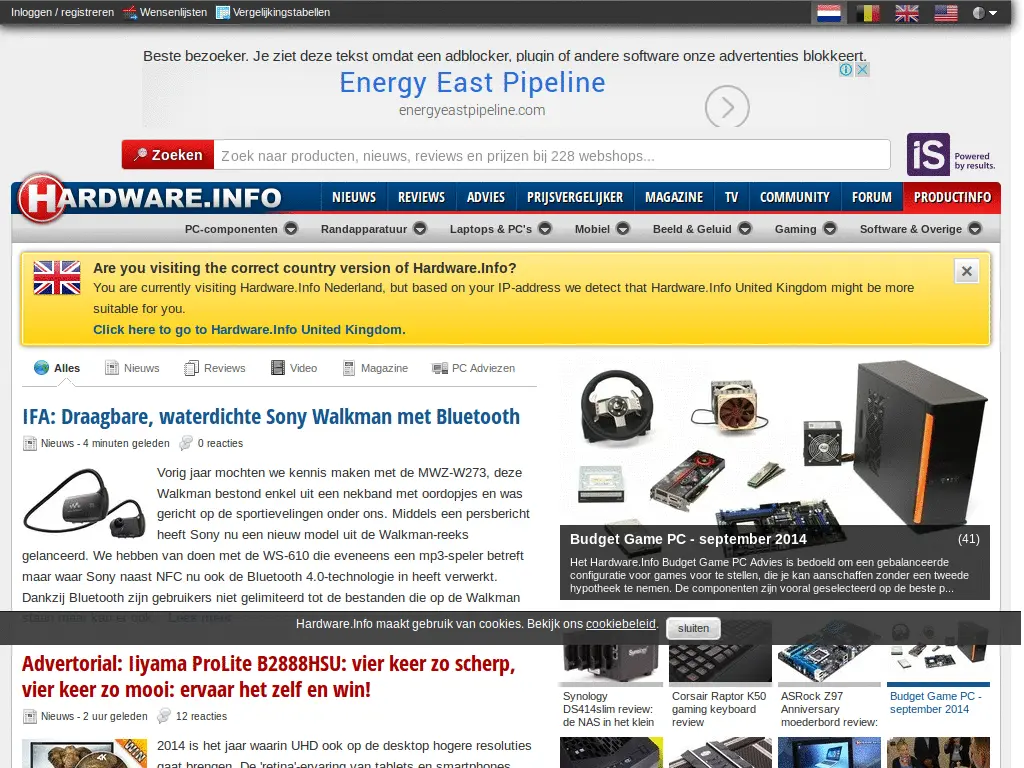 Inloggen / registreren Wensenlijsten Vergelijkingstabellen
Beste bezoeker. Je ziet deze tekst omdat een adblocker, plugin of andere software onze advertenties blokkeert.
Energy East Pipeline
energyeastpipeline.com
Zoeken Zoek naar producten, nieuws, reviews en prijzen bij 228 webshops...
iS Powered by results.
HARDWARE.INFO NIEUWS REVIEWS ADVIES PRIJSVERGELIJKER MAGAZINE TV COMMUNITY FORUM PRODUCTINFO
PC-componenten Randapparatuur Laptops & PC's Mobiel Beeld & Geluid Gaming Software & Overige
Are you visiting the correct country version of Hardware.Info?
You are currently visiting Hardware.Info Nederland, but based on your IP-address we detect that Hardware.Info United Kingdom might be more
suitable for you.
Click here to go to Hardware.Info United Kingdom.
Alles Nieuws Reviews Video Magazine PC Adviezen
IFA: Draagbare, waterdichte Sony Walkman met Bluetooth
Nieuws - 4 minuten geleden 0 reacties
Vorig jaar mochten we kennis maken met de MWZ-W273, deze
Walkman bestond enkel uit een nekband met oordopjes en was
gericht op de sportievelingen onder ons. Middels een persbericht
heeft Sony nu een nieuw model uit de Walkman-reeks
gelanceerd. We hebben van doen met de WS-610 die eveneens een mp3-speler betreft
maar waar Sony naast NFC nu ook de Bluetooth 4.0-technologie in heeft verwerkt.
Dankzij Bluetooth zijn gebruikers niet gelimiteerd tot de bestanden die op de Walkman
Budget Game PC - september 2014 (41)
Het Hardware.Info Budget Game PC Advies is bedoeld om een gebalanceerde
configuratie voor games voor te stellen, die je kan aanschaffen zonder een tweede
hypotheek te nemen. De componenten zijn vooral geselecteerd op de beste p...
Hardware.Info maakt gebruik van cookies. Bekijk ons cookiebeleid. sluiten
Advertorial: Iiyama ProLite B2888HSU: vier keer zo scherp,
vier keer zo mooi: ervaar het zelf en win!
Nieuws - 2 uur geleden 12 reacties
2014 is het jaar waarin UHD ook op de desktop hogere resoluties
gaat brengen. De 'retina'-ervaring van tablets en smartphones
Synology
DS414slim review:
de NAS in het klein
Corsair Raptor K50
gaming keyboard
review
ASRock Z97
Anniversary
moederbord review:
Budget Game PC -
september 2014